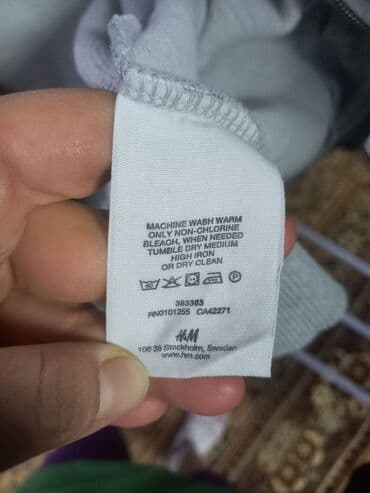 MACHINE WASH WARM
ONLY NON-CHLORINE
BLEACH, WHEN NEEDED
TUMBLE DRY MEDIUM
HIGH IRON
OR DRY CLEAN
P
383363
RN0101255 CA42271
H&M
106 38 Stockholm, Sweden
www.hm.com